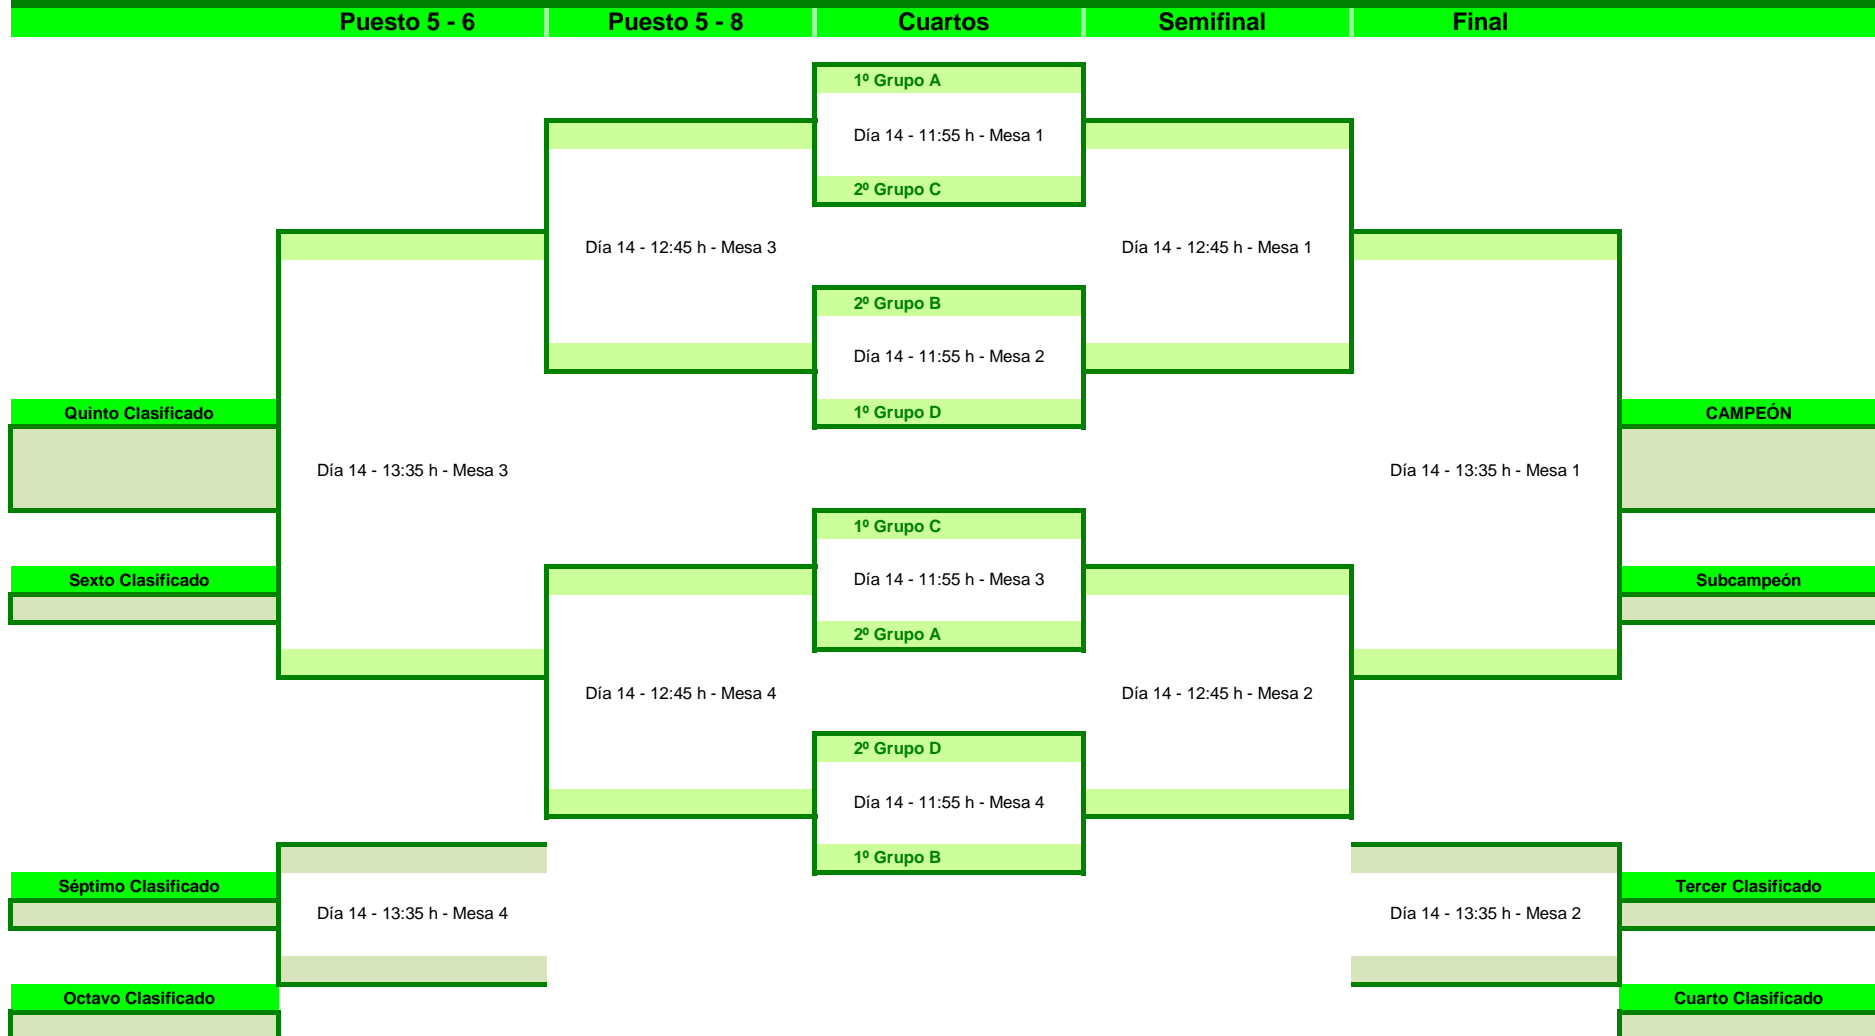 Puesto 5 - 6 Puesto 5 - 8 Cuartos Semifinal Final
1º Grupo A
Día 14 - 11:55 h - Mesa 1
2º Grupo C
Día 14 - 12:45 h - Mesa 3 Día 14 - 12:45 h - Mesa 1
2º Grupo B
Día 14 - 11:55 h - Mesa 2
Quinto Clasificado 1º Grupo D CAMPEÓN
Día 14 - 13:35 h - Mesa 3 Día 14 - 13:35 h - Mesa 1
1º Grupo C
Sexto Clasificado Día 14 - 11:55 h - Mesa 3 Subcampeón
2º Grupo A
Día 14 - 12:45 h - Mesa 4 Día 14 - 12:45 h - Mesa 2
2º Grupo D
Día 14 - 11:55 h - Mesa 4
1º Grupo B
Séptimo Clasificado Tercer Clasificado
Día 14 - 13:35 h - Mesa 4 Día 14 - 13:35 h - Mesa 2
Octavo Clasificado Cuarto Clasificado